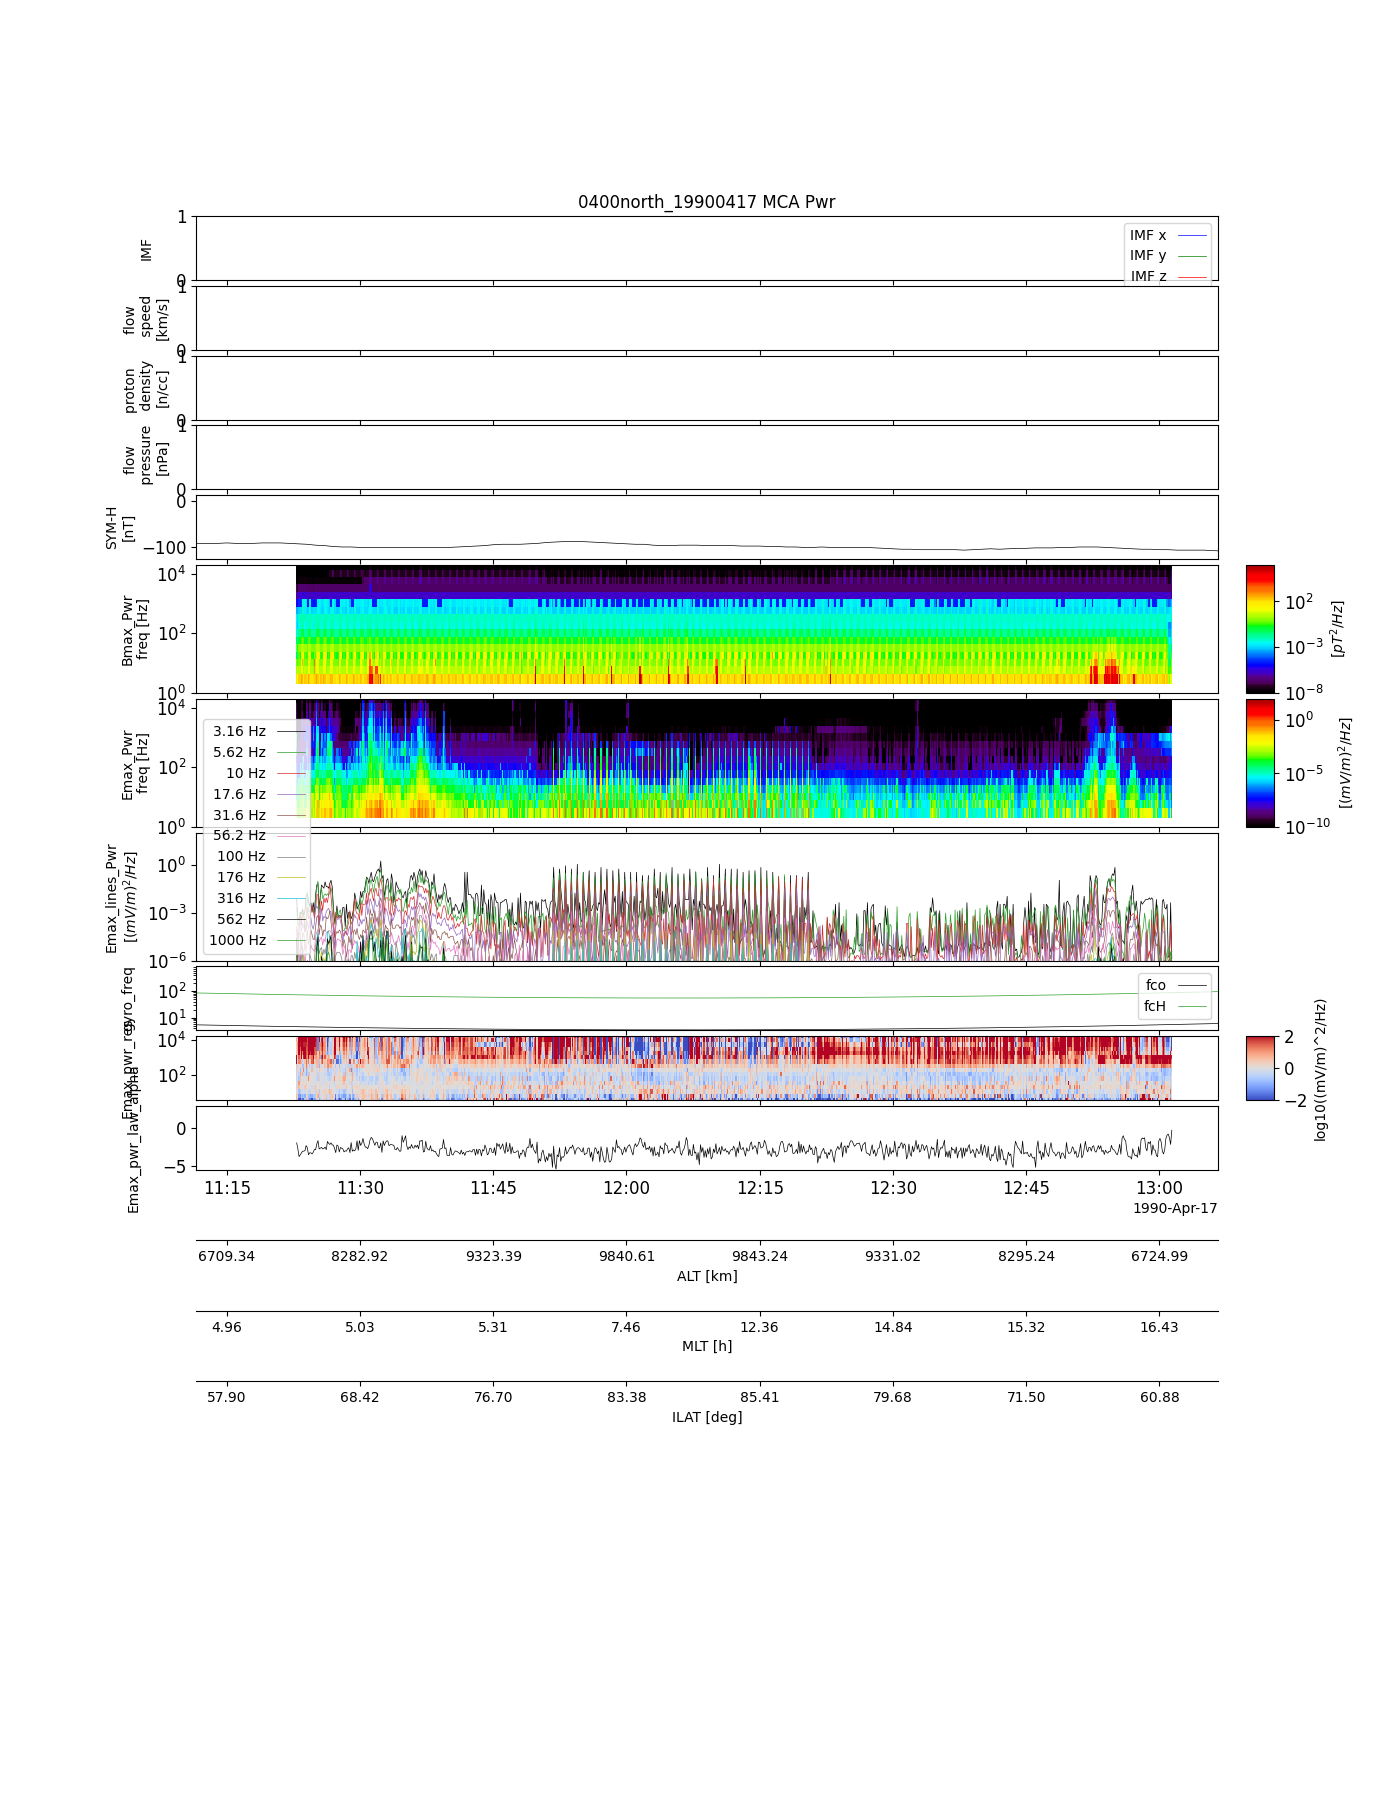 0400north_19900417 MCA Pwr
1
0
IMF
IMF x
IMF y
IMF z
1
0
flow
speed
[km/s]
1
0
proton
density
[n/cc]
1
0
flow
pressure
[nPa]
0
−100
SYM-H
[nT]
10^4
10^2
10^0
Bmax_Pwr
freq [Hz]
10^2
10^−3
10^−8
[pT^2/Hz]
10^4
10^2
10^0
Emax_Pwr
freq [Hz]
10^0
10^−5
10^−10
[(mV/m)^2/Hz]
3.16 Hz
5.62 Hz
10 Hz
17.6 Hz
31.6 Hz
56.2 Hz
100 Hz
176 Hz
316 Hz
562 Hz
1000 Hz
10^0
10^−3
10^−6
Emax_lines_Pwr
[(mV/m)^2/Hz]
10^2
10^1
gyro_freq
fco
fcH
10^4
10^2
Emax_pwr_reg
2
0
−2
log10((mV/m)^2/Hz)
0
−5
Emax_pwr_law_alpha
11:15 11:30 11:45 12:00 12:15 12:30 12:45 13:00
1990-Apr-17
6709.34 8282.92 9323.39 9840.61 9843.24 9331.02 8295.24 6724.99
ALT [km]
4.96 5.03 5.31 7.46 12.36 14.84 15.32 16.43
MLT [h]
57.90 68.42 76.70 83.38 85.41 79.68 71.50 60.88
ILAT [deg]